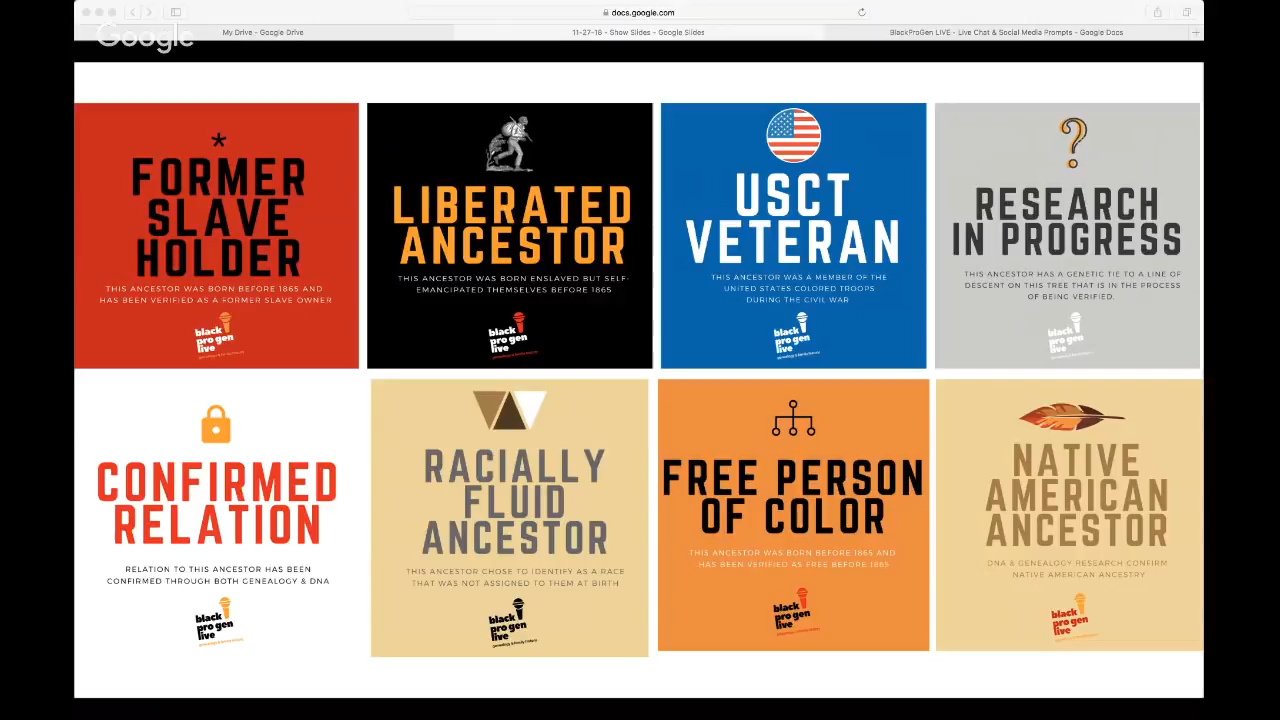 docs.google.com
Google
My Drive - Google Drive
11-27-16 - Show Slides - Google Slides
BlackProGen LIVE - Live Chat & Social Media Prompts - Google Docs
*
FORMER
SLAVE
HOLDER
THIS ANCESTOR WAS BORN BEFORE 1865 AND
HAS BEEN VERIFIED AS A FORMER SLAVE OWNER
black
pro gen
live
LIBERATED
ANCESTOR
THIS ANCESTOR WAS BORN ENSLAVED BUT SELF-
EMANCIPATED THEMSELVES BEFORE 1865
black
pro gen
live
USCT
VETERAN
THIS ANCESTOR WAS A MEMBER OF THE
UNITED STATES COLORED TROOPS
DURING THE CIVIL WAR
black
pro gen
live
?
RESEARCH
IN PROGRESS
THIS ANCESTOR HAS A GENETIC TIE TO A LINE OF
DESCENT ON THIS TREE THAT IS IN THE PROCESS
OF BEING VERIFIED.
black
pro gen
live
CONFIRMED
RELATION
RELATION TO THIS ANCESTOR HAS BEEN
CONFIRMED THROUGH BOTH GENEALOGY & DNA
black
pro gen
live
RACIALLY
FLUID
ANCESTOR
THIS ANCESTOR CHOSE TO IDENTIFY AS A RACE
THAT WAS NOT ASSIGNED TO THEM AT BIRTH
black
pro gen
live
genealogy & family history
FREE PERSON
OF COLOR
THIS ANCESTOR WAS BORN BEFORE 1865 AND
HAS BEEN VERIFIED AS FREE BEFORE 1865
black
pro gen
live
NATIVE
AMERICAN
ANCESTOR
DNA & GENEALOGY RESEARCH CONFIRM
NATIVE AMERICAN ANCESTRY
black
pro gen
live